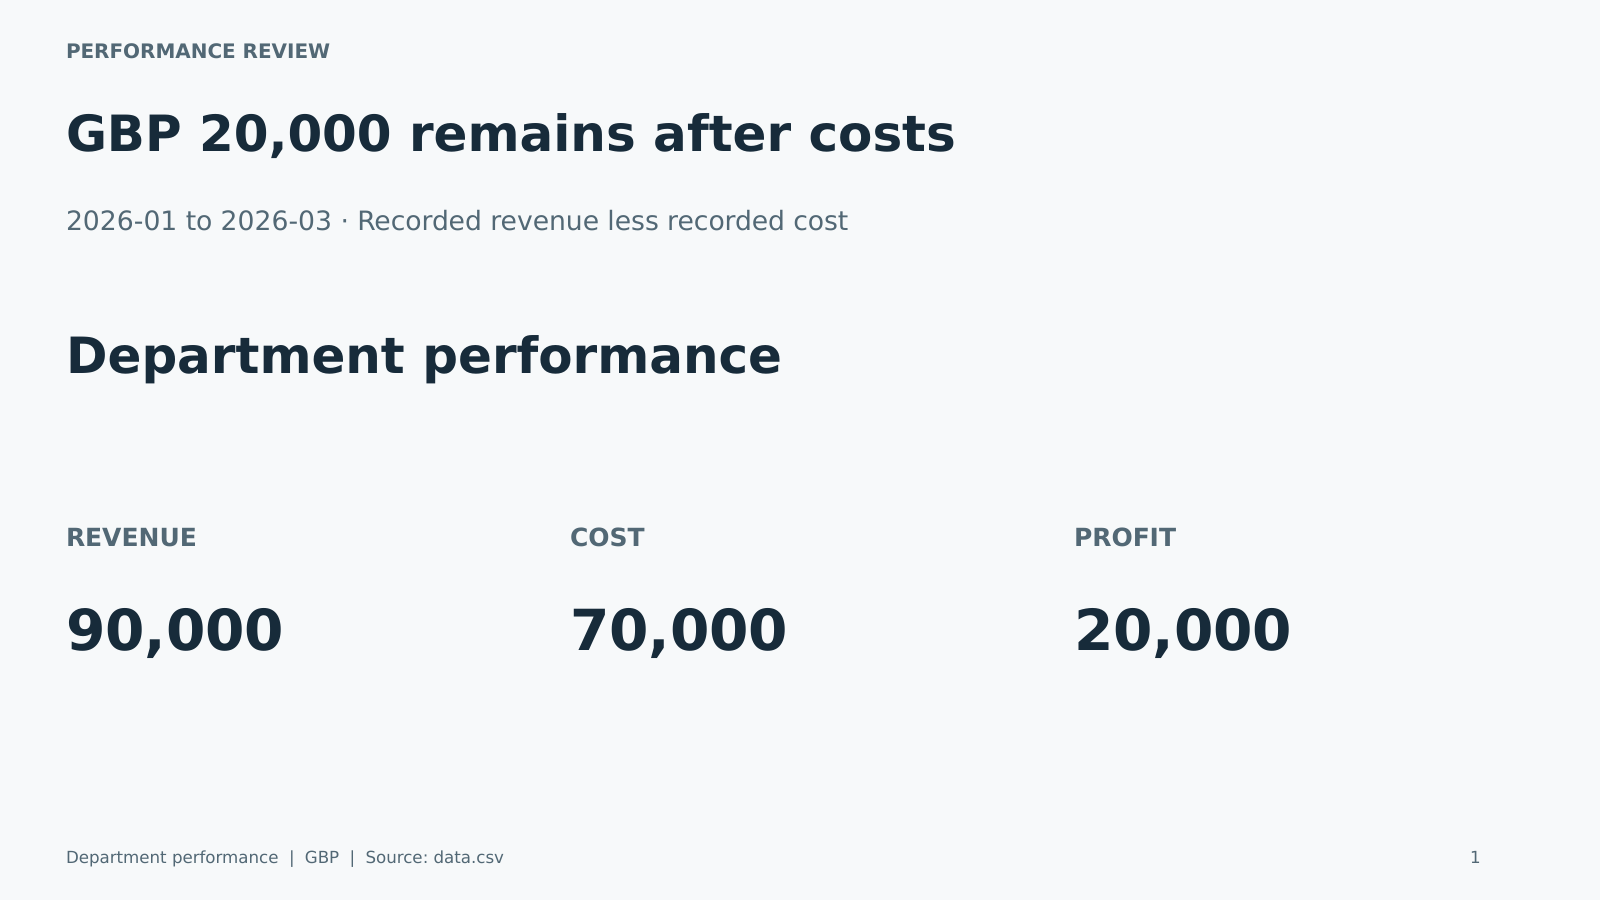 PERFORMANCE REVIEW
GBP 20,000 remains after costs
2026-01 to 2026-03 · Recorded revenue less recorded cost
Department performance
REVENUE COST PROFIT
90,000 70,000 20,000
Department performance | GBP | Source: data.csv 1